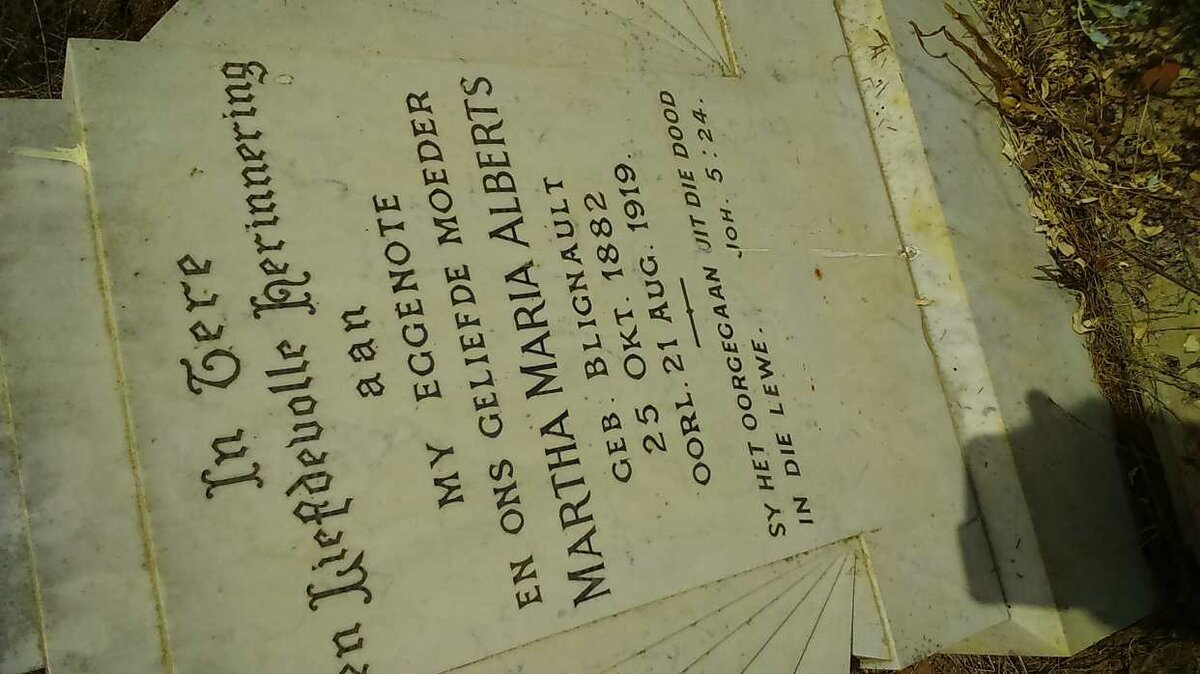 In Tere
en Liefdevolle Herinnering
aan
MY EGGENOTE
EN ONS GELIEFDE MOEDER
MARTHA MARIA ALBERTS
GEB. BLIGNAULT
25 OKT. 1882
OORL. 21 AUG. 1919.
SY HET OORGEGAAN UIT DIE DOOD
IN DIE LEWE. JOH. 5:24.